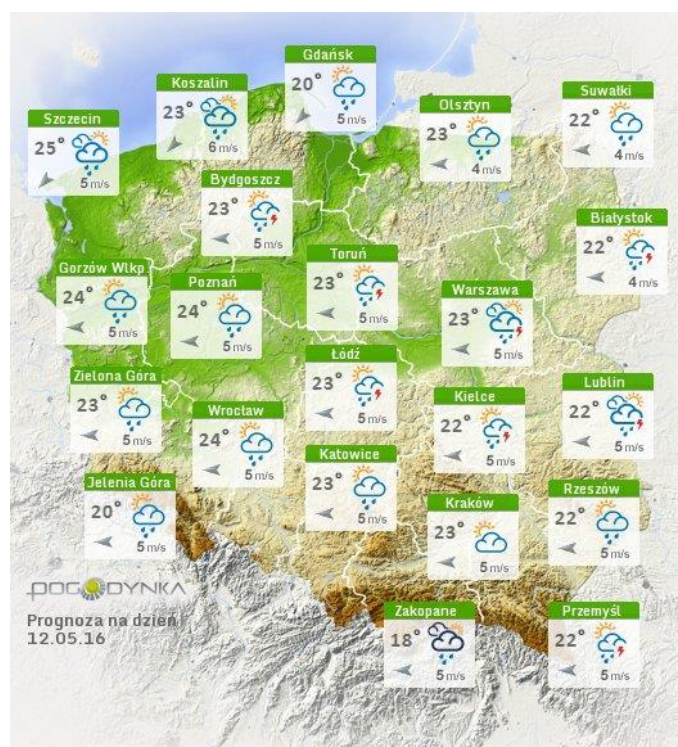 Gdańsk
20°
5 m/s
Koszalin
23°
6 m/s
Suwałki
22°
4 m/s
Olsztyn
23°
4 m/s
Szczecin
25°
5 m/s
Bydgoszcz
23°
5 m/s
Białystok
22°
4 m/s
Toruń
23°
5 m/s
Gorzów Wlkp
24°
5 m/s
Poznań
24°
5 m/s
Warszawa
23°
5 m/s
Łódź
23°
5 m/s
Zielona Góra
23°
5 m/s
Lublin
22°
5 m/s
Kielce
22°
5 m/s
Wrocław
24°
5 m/s
Katowice
23°
5 m/s
Jelenia Góra
20°
5 m/s
Rzeszów
22°
5 m/s
Kraków
23°
5 m/s
POGODYNKA
Prognoza na dzień
12.05.16
Zakopane
18°
5 m/s
Przemyśl
22°
5 m/s